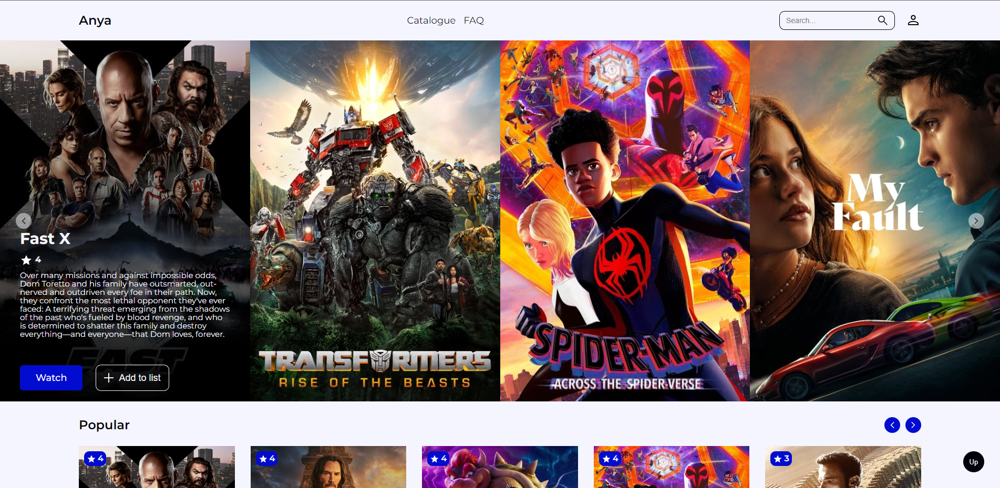 Anya
Catalogue FAQ
Search...
Fast X
4
Over many missions and against impossible odds,
Dom Toretto and his family have outsmarted, out-
nerved and outdriven every foe in their path. Now,
they confront the most lethal opponent they've ever
faced: A terrifying threat emerging from the shadows
of the past who's fueled by blood revenge, and who
is determined to shatter this family and destroy
everything—and everyone—that Dom loves, forever.
FAST
Watch
Add to list
W
TRANSFORMERS
RISE OF THE BEASTS
SPIDER-MAN
ACROSS THE SPIDER-VERSE
My
Fault
Popular
4
4
4
4
3
Up